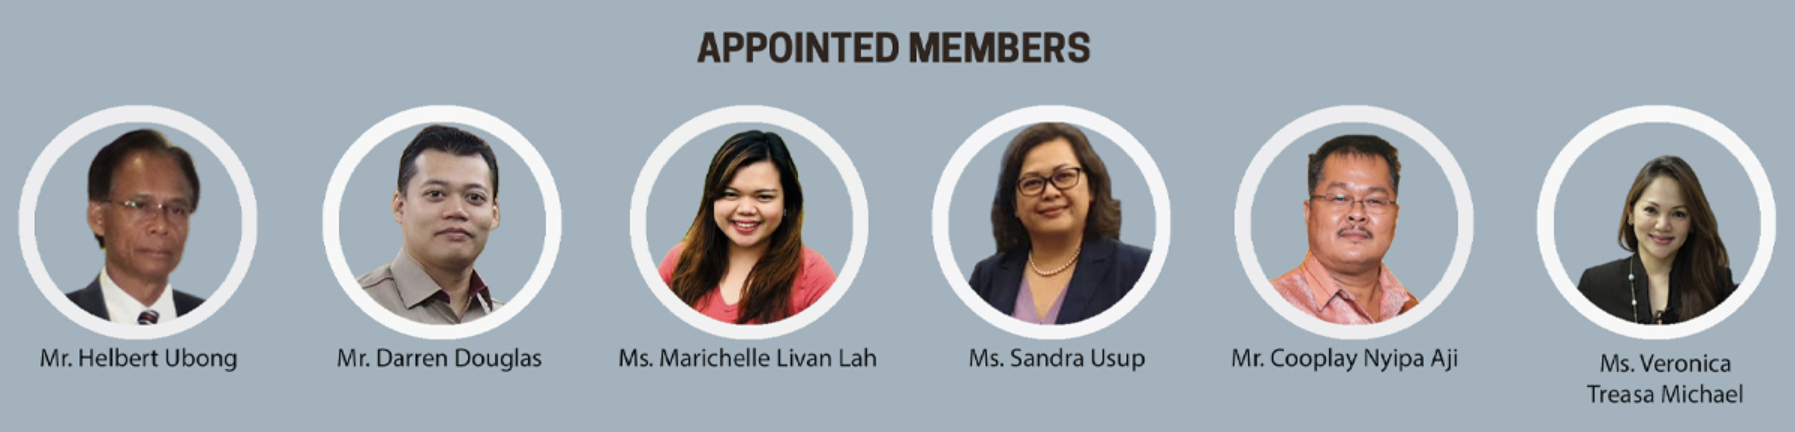 APPOINTED MEMBERS
Mr. Helbert Ubong
Mr. Darren Douglas
Ms. Marichelle Livan Lah
Ms. Sandra Usup
Mr. Cooplay Nyipa Aji
Ms. Veronica
Treasa Michael